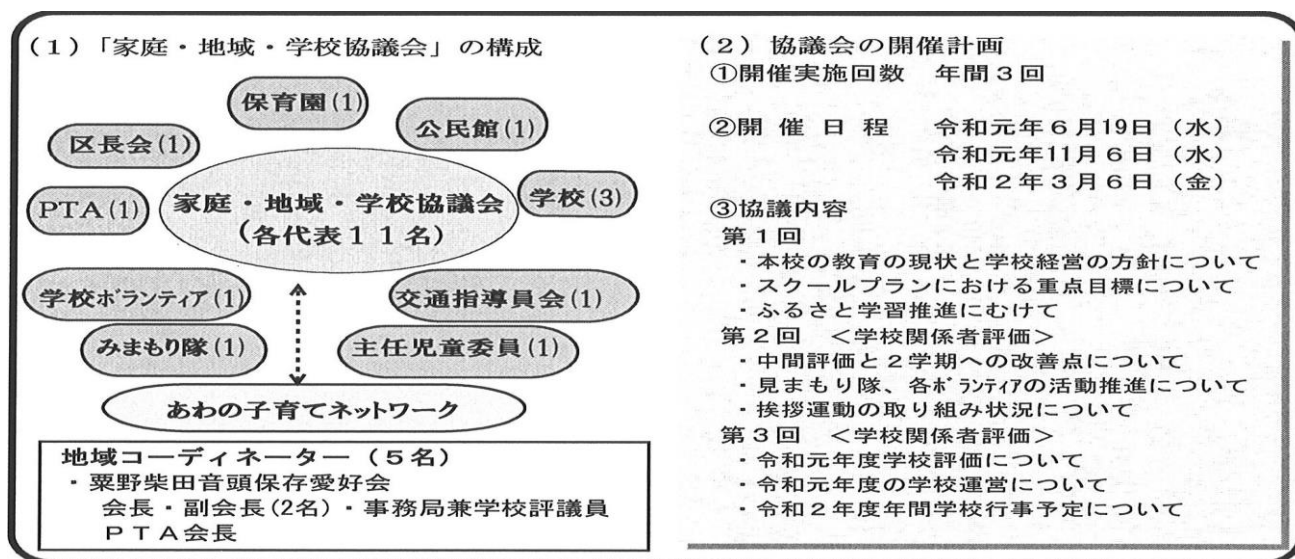 (1)「家庭・地域・学校協議会」の構成
保育園(1)
公民館(1)
区長会(1)
学校(3)
PTA(1)
家庭・地域・学校協議会
(各代表11名)
学校ボランティア(1)
交通指導員会(1)
みまもり隊(1)
主任児童委員(1)
あわの子育てネットワーク
地域コーディネーター(5名)
・粟野柴田音頭保存愛好会
会長・副会長(2名)・事務局兼学校評議員
PTA会長
(2)協議会の開催計画
①開催実施回数 年間3回
②開催日程 令和元年6月19日(水)
令和元年11月6日(水)
令和2年3月6日(金)
③協議内容
第1回
・本校の教育の現状と学校経営の方針について
・スクールプランにおける重点目標について
・ふるさと学習推進にむけて
第2回 <学校関係者評価>
・中間評価と2学期への改善点について
・見まもり隊、各ボランティアの活動推進について
・挨拶運動の取り組み状況について
第3回 <学校関係者評価>
・令和元年度学校評価について
・令和元年度の学校運営について
・令和2年度年間学校行事予定について